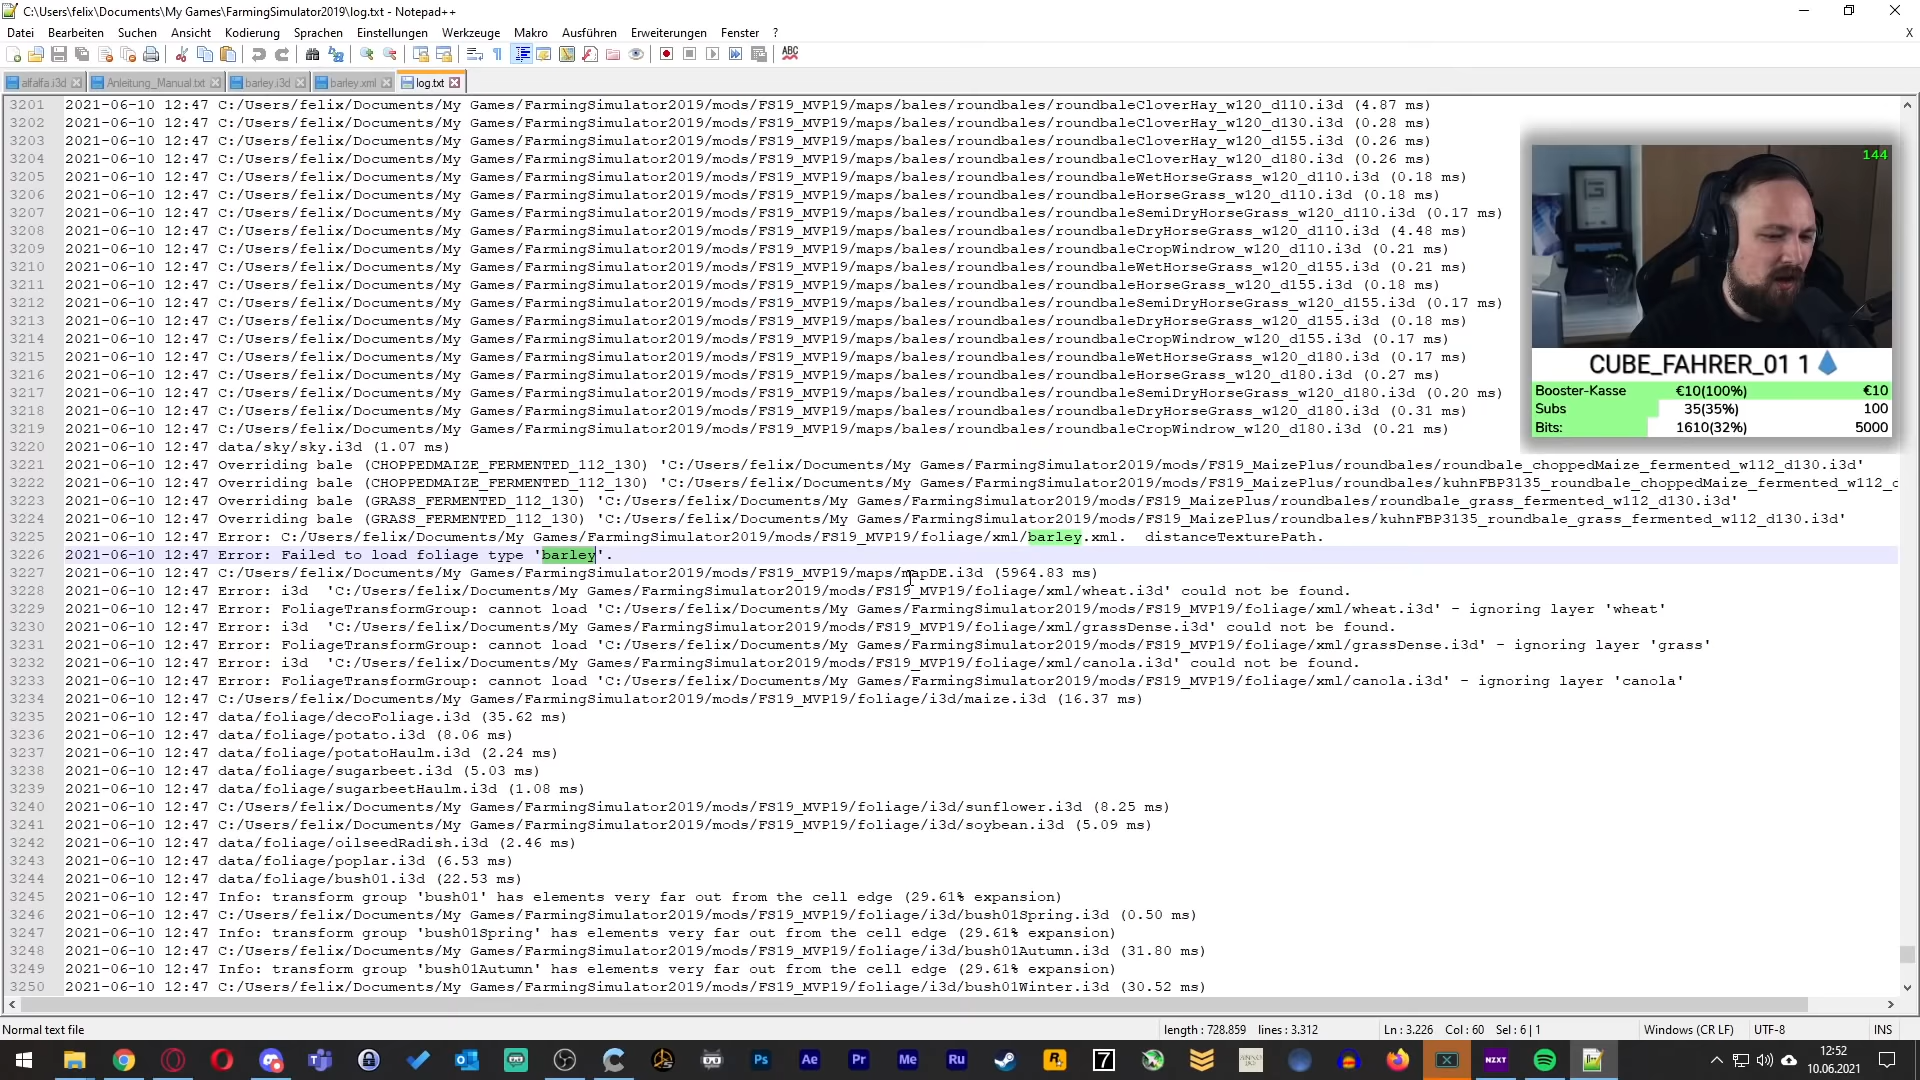 C:\Users\felix\Documents\My Games\FarmingSimulator2019\log.txt - Notepad++
Datei Bearbeiten Suchen Ansicht Kodierung Sprachen Einstellungen Werkzeuge Makro Ausführen Erweiterungen Fenster ? X
alfalfa.i3d Anleitung_Manual.txt barley.i3d barley.xml log.txt
3201 2021-06-10 12:47 C:/Users/felix/Documents/My Games/FarmingSimulator2019/mods/FS19_MVP19/maps/bales/roundbales/roundbaleCloverHay_w120_d110.i3d (4.87 ms)
3202 2021-06-10 12:47 C:/Users/felix/Documents/My Games/FarmingSimulator2019/mods/FS19_MVP19/maps/bales/roundbales/roundbaleCloverHay_w120_d130.i3d (0.28 ms)
3203 2021-06-10 12:47 C:/Users/felix/Documents/My Games/FarmingSimulator2019/mods/FS19_MVP19/maps/bales/roundbales/roundbaleCloverHay_w120_d155.i3d (0.26 ms)
3204 2021-06-10 12:47 C:/Users/felix/Documents/My Games/FarmingSimulator2019/mods/FS19_MVP19/maps/bales/roundbales/roundbaleCloverHay_w120_d180.i3d (0.26 ms)
3205 2021-06-10 12:47 C:/Users/felix/Documents/My Games/FarmingSimulator2019/mods/FS19_MVP19/maps/bales/roundbales/roundbaleWetHorseGrass_w120_d110.i3d (0.18 ms)
3206 2021-06-10 12:47 C:/Users/felix/Documents/My Games/FarmingSimulator2019/mods/FS19_MVP19/maps/bales/roundbales/roundbaleHorseGrass_w120_d110.i3d (0.18 ms)
3207 2021-06-10 12:47 C:/Users/felix/Documents/My Games/FarmingSimulator2019/mods/FS19_MVP19/maps/bales/roundbales/roundbaleSemiDryHorseGrass_w120_d110.i3d (0.17 ms)
3208 2021-06-10 12:47 C:/Users/felix/Documents/My Games/FarmingSimulator2019/mods/FS19_MVP19/maps/bales/roundbales/roundbaleDryHorseGrass_w120_d110.i3d (4.48 ms)
3209 2021-06-10 12:47 C:/Users/felix/Documents/My Games/FarmingSimulator2019/mods/FS19_MVP19/maps/bales/roundbales/roundbaleCropWindrow_w120_d110.i3d (0.21 ms)
3210 2021-06-10 12:47 C:/Users/felix/Documents/My Games/FarmingSimulator2019/mods/FS19_MVP19/maps/bales/roundbales/roundbaleWetHorseGrass_w120_d155.i3d (0.21 ms)
3211 2021-06-10 12:47 C:/Users/felix/Documents/My Games/FarmingSimulator2019/mods/FS19_MVP19/maps/bales/roundbales/roundbaleHorseGrass_w120_d155.i3d (0.18 ms)
3212 2021-06-10 12:47 C:/Users/felix/Documents/My Games/FarmingSimulator2019/mods/FS19_MVP19/maps/bales/roundbales/roundbaleSemiDryHorseGrass_w120_d155.i3d (0.17 ms)
3213 2021-06-10 12:47 C:/Users/felix/Documents/My Games/FarmingSimulator2019/mods/FS19_MVP19/maps/bales/roundbales/roundbaleDryHorseGrass_w120_d155.i3d (0.18 ms)
3214 2021-06-10 12:47 C:/Users/felix/Documents/My Games/FarmingSimulator2019/mods/FS19_MVP19/maps/bales/roundbales/roundbaleCropWindrow_w120_d155.i3d (0.17 ms)
3215 2021-06-10 12:47 C:/Users/felix/Documents/My Games/FarmingSimulator2019/mods/FS19_MVP19/maps/bales/roundbales/roundbaleWetHorseGrass_w120_d180.i3d (0.17 ms)
3216 2021-06-10 12:47 C:/Users/felix/Documents/My Games/FarmingSimulator2019/mods/FS19_MVP19/maps/bales/roundbales/roundbaleHorseGrass_w120_d180.i3d (0.27 ms)
3217 2021-06-10 12:47 C:/Users/felix/Documents/My Games/FarmingSimulator2019/mods/FS19_MVP19/maps/bales/roundbales/roundbaleSemiDryHorseGrass_w120_d180.i3d (0.20 ms)
3218 2021-06-10 12:47 C:/Users/felix/Documents/My Games/FarmingSimulator2019/mods/FS19_MVP19/maps/bales/roundbales/roundbaleDryHorseGrass_w120_d180.i3d (0.31 ms)
3219 2021-06-10 12:47 C:/Users/felix/Documents/My Games/FarmingSimulator2019/mods/FS19_MVP19/maps/bales/roundbales/roundbaleCropWindrow_w120_d180.i3d (0.21 ms)
3220 2021-06-10 12:47 data/sky/sky.i3d (1.07 ms)
3221 2021-06-10 12:47 Overriding bale (CHOPPEDMAIZE_FERMENTED_112_130) 'C:/Users/felix/Documents/My Games/FarmingSimulator2019/mods/FS19_MaizePlus/roundbales/roundbale_choppedMaize_fermented_w112_d130.i3d'
3222 2021-06-10 12:47 Overriding bale (CHOPPEDMAIZE_FERMENTED_112_130) 'C:/Users/felix/Documents/My Games/FarmingSimulator2019/mods/FS19_MaizePlus/roundbales/kuhnFBP3135_roundbale_choppedMaize_fermented_w112_d
3223 2021-06-10 12:47 Overriding bale (GRASS_FERMENTED_112_130) 'C:/Users/felix/Documents/My Games/FarmingSimulator2019/mods/FS19_MaizePlus/roundbales/roundbale_grass_fermented_w112_d130.i3d'
3224 2021-06-10 12:47 Overriding bale (GRASS_FERMENTED_112_130) 'C:/Users/felix/Documents/My Games/FarmingSimulator2019/mods/FS19_MaizePlus/roundbales/kuhnFBP3135_roundbale_grass_fermented_w112_d130.i3d'
3225 2021-06-10 12:47 Error: C:/Users/felix/Documents/My Games/FarmingSimulator2019/mods/FS19_MVP19/foliage/xml/barley.xml.  distanceTexturePath.
3226 2021-06-10 12:47 Error: Failed to load foliage type 'barley'.
3227 2021-06-10 12:47 C:/Users/felix/Documents/My Games/FarmingSimulator2019/mods/FS19_MVP19/maps/mapDE.i3d (5964.83 ms)
3228 2021-06-10 12:47 Error: i3d  'C:/Users/felix/Documents/My Games/FarmingSimulator2019/mods/FS19_MVP19/foliage/xml/wheat.i3d' could not be found.
3229 2021-06-10 12:47 Error: FoliageTransformGroup: cannot load 'C:/Users/felix/Documents/My Games/FarmingSimulator2019/mods/FS19_MVP19/foliage/xml/wheat.i3d' - ignoring layer 'wheat'
3230 2021-06-10 12:47 Error: i3d  'C:/Users/felix/Documents/My Games/FarmingSimulator2019/mods/FS19_MVP19/foliage/xml/grassDense.i3d' could not be found.
3231 2021-06-10 12:47 Error: FoliageTransformGroup: cannot load 'C:/Users/felix/Documents/My Games/FarmingSimulator2019/mods/FS19_MVP19/foliage/xml/grassDense.i3d' - ignoring layer 'grass'
3232 2021-06-10 12:47 Error: i3d  'C:/Users/felix/Documents/My Games/FarmingSimulator2019/mods/FS19_MVP19/foliage/xml/canola.i3d' could not be found.
3233 2021-06-10 12:47 Error: FoliageTransformGroup: cannot load 'C:/Users/felix/Documents/My Games/FarmingSimulator2019/mods/FS19_MVP19/foliage/xml/canola.i3d' - ignoring layer 'canola'
3234 2021-06-10 12:47 C:/Users/felix/Documents/My Games/FarmingSimulator2019/mods/FS19_MVP19/foliage/i3d/maize.i3d (16.37 ms)
3235 2021-06-10 12:47 data/foliage/decoFoliage.i3d (35.62 ms)
3236 2021-06-10 12:47 data/foliage/potato.i3d (8.06 ms)
3237 2021-06-10 12:47 data/foliage/potatoHaulm.i3d (2.24 ms)
3238 2021-06-10 12:47 data/foliage/sugarbeet.i3d (5.03 ms)
3239 2021-06-10 12:47 data/foliage/sugarbeetHaulm.i3d (1.08 ms)
3240 2021-06-10 12:47 C:/Users/felix/Documents/My Games/FarmingSimulator2019/mods/FS19_MVP19/foliage/i3d/sunflower.i3d (8.25 ms)
3241 2021-06-10 12:47 C:/Users/felix/Documents/My Games/FarmingSimulator2019/mods/FS19_MVP19/foliage/i3d/soybean.i3d (5.09 ms)
3242 2021-06-10 12:47 data/foliage/oilseedRadish.i3d (2.46 ms)
3243 2021-06-10 12:47 data/foliage/poplar.i3d (6.53 ms)
3244 2021-06-10 12:47 data/foliage/bush01.i3d (22.53 ms)
3245 2021-06-10 12:47 Info: transform group 'bush01' has elements very far out from the cell edge (29.61% expansion)
3246 2021-06-10 12:47 C:/Users/felix/Documents/My Games/FarmingSimulator2019/mods/FS19_MVP19/foliage/i3d/bush01Spring.i3d (0.50 ms)
3247 2021-06-10 12:47 Info: transform group 'bush01Spring' has elements very far out from the cell edge (29.61% expansion)
3248 2021-06-10 12:47 C:/Users/felix/Documents/My Games/FarmingSimulator2019/mods/FS19_MVP19/foliage/i3d/bush01Autumn.i3d (31.80 ms)
3249 2021-06-10 12:47 Info: transform group 'bush01Autumn' has elements very far out from the cell edge (29.61% expansion)
3250 2021-06-10 12:47 C:/Users/felix/Documents/My Games/FarmingSimulator2019/mods/FS19_MVP19/foliage/i3d/bush01Winter.i3d (30.52 ms)
144
CUBE_FAHRER_01 1
Booster-Kasse €10(100%) €10
Subs 35(35%) 100
Bits: 1610(32%) 5000
Normal text file length : 728.859 lines : 3.312 Ln : 3.226 Col : 60 Sel : 6 | 1 Windows (CR LF) UTF-8 INS
Ps Ae Pr Me Ru R 7 NZXT
12:52
10.06.2021